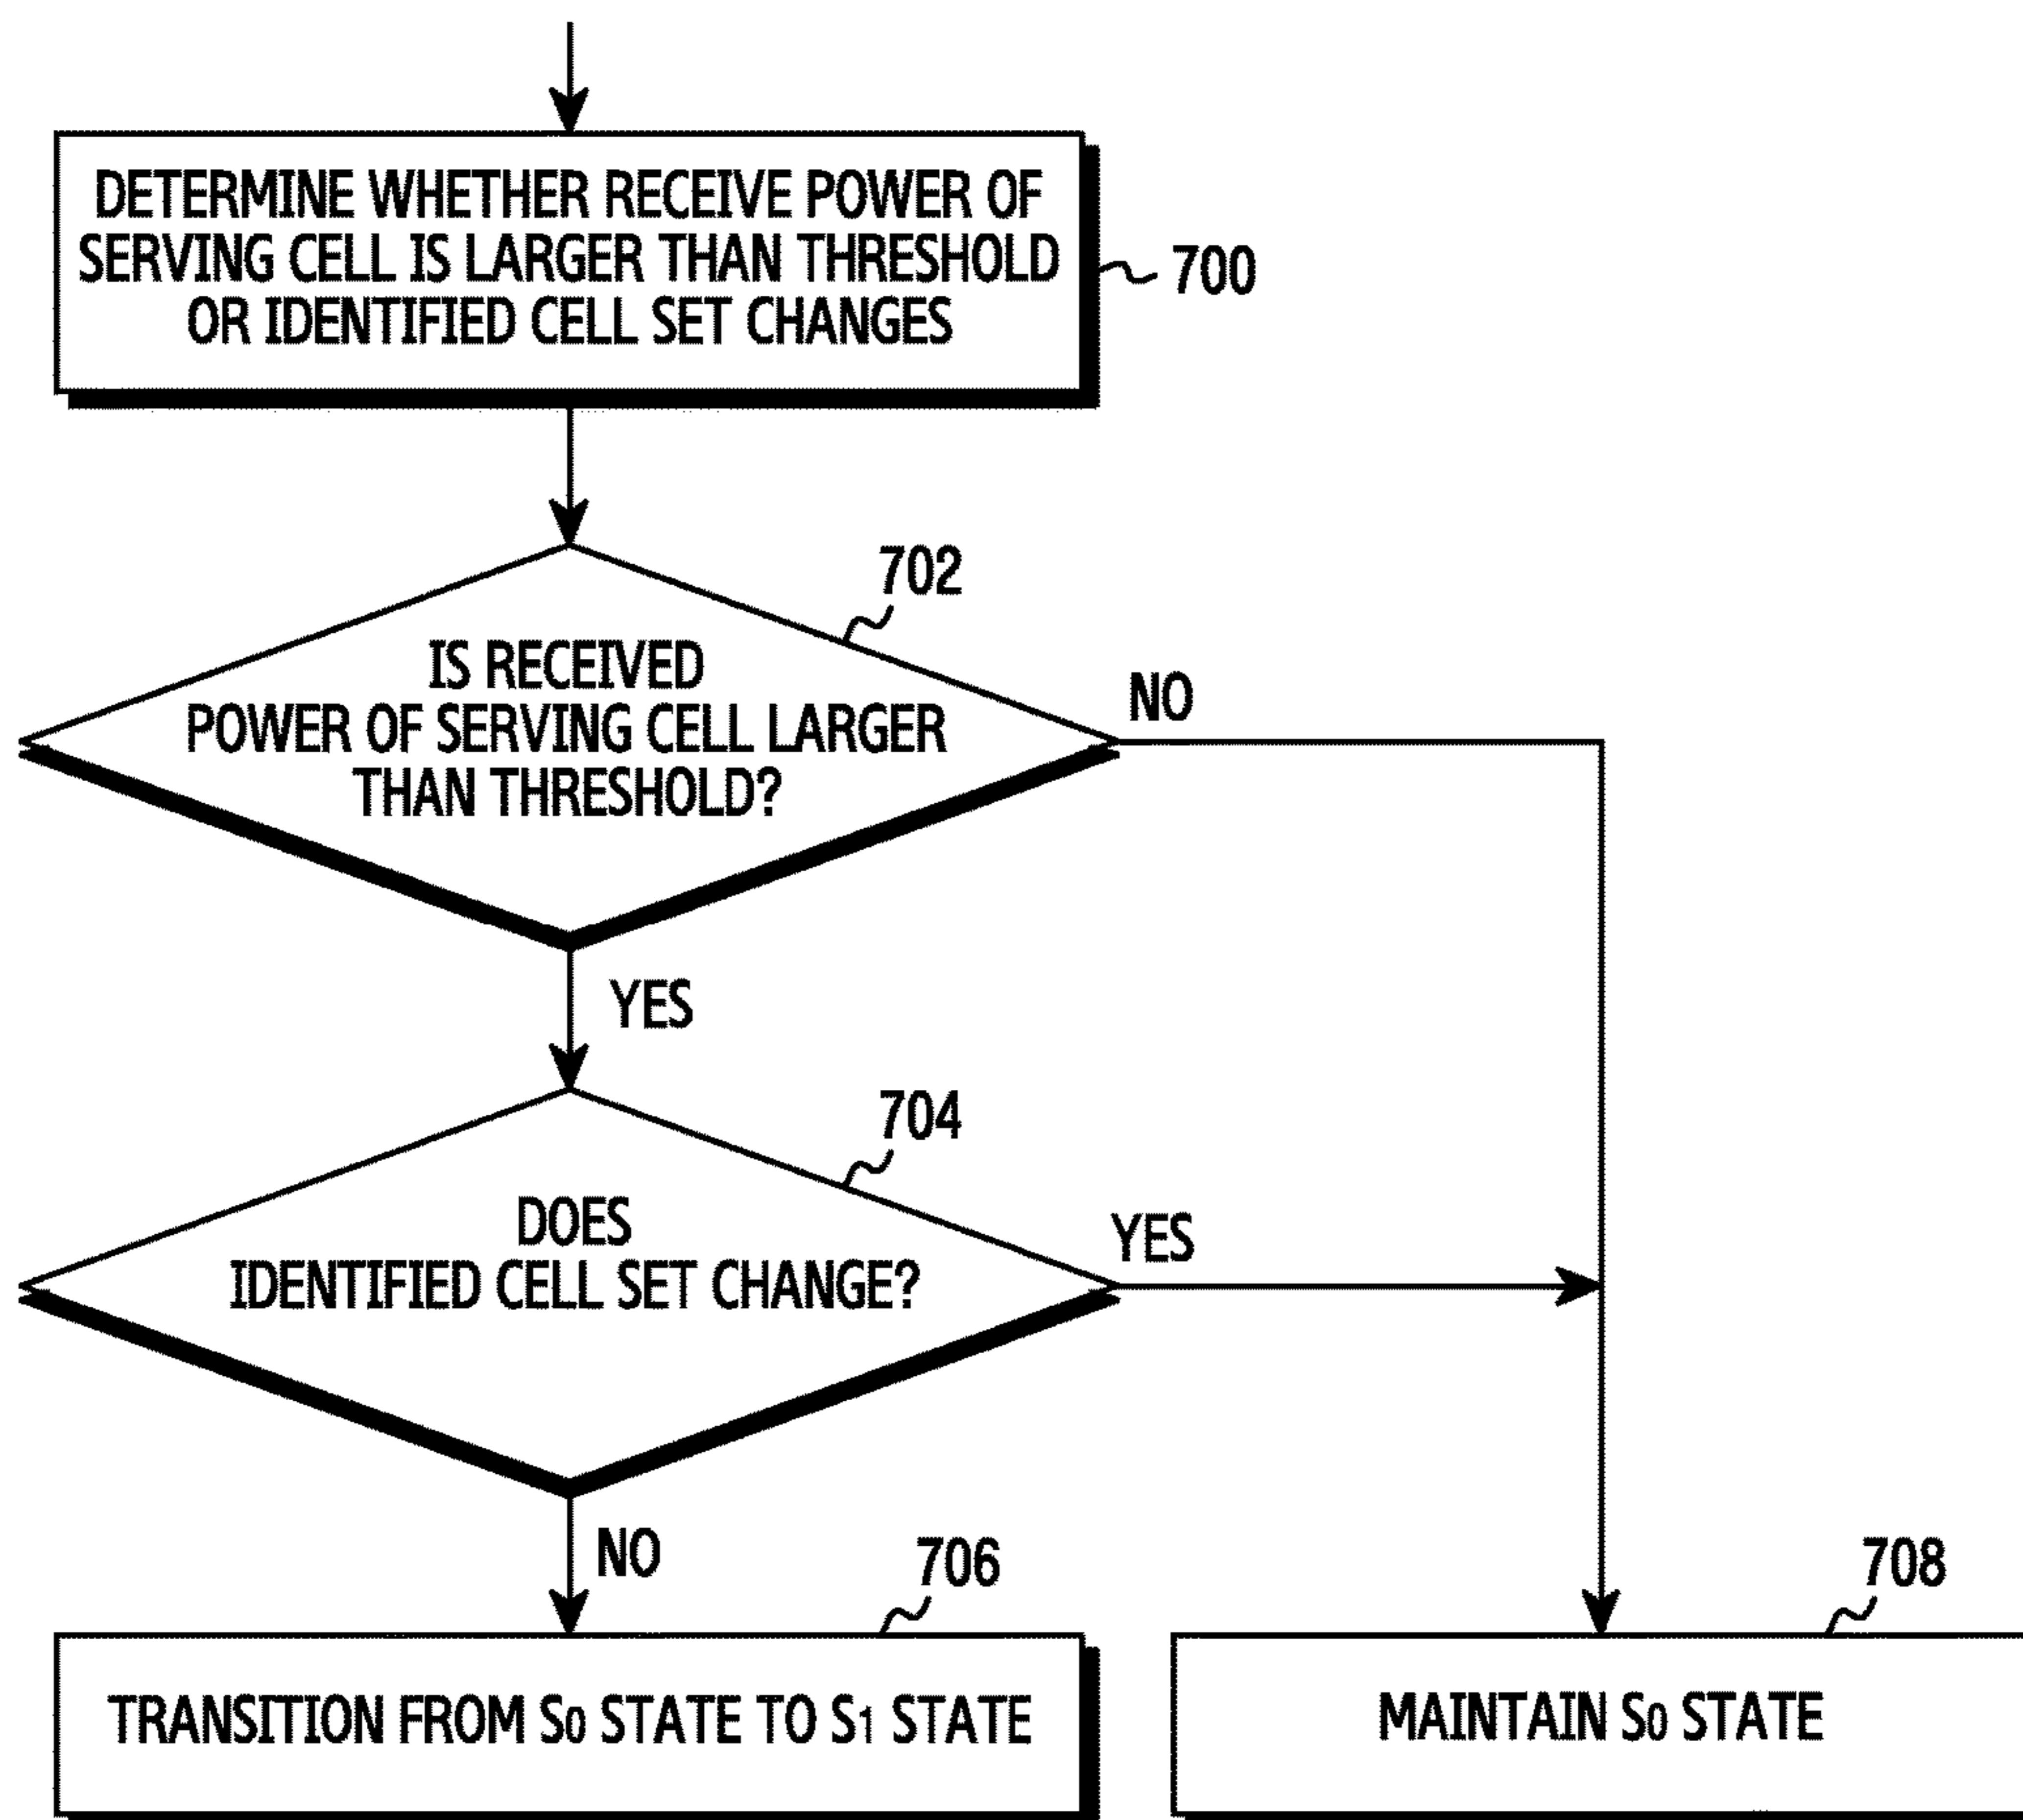 DETERMINE WHETHER RECEIVE POWER OF
SERVING CELL IS LARGER THAN THRESHOLD
OR IDENTIFIED CELL SET CHANGES
700
702
IS RECEIVED
POWER OF SERVING CELL LARGER
THAN THRESHOLD?
NO
YES
704
DOES
IDENTIFIED CELL SET CHANGE?
YES
NO
706
TRANSITION FROM S0 STATE TO S1 STATE
708
MAINTAIN S0 STATE